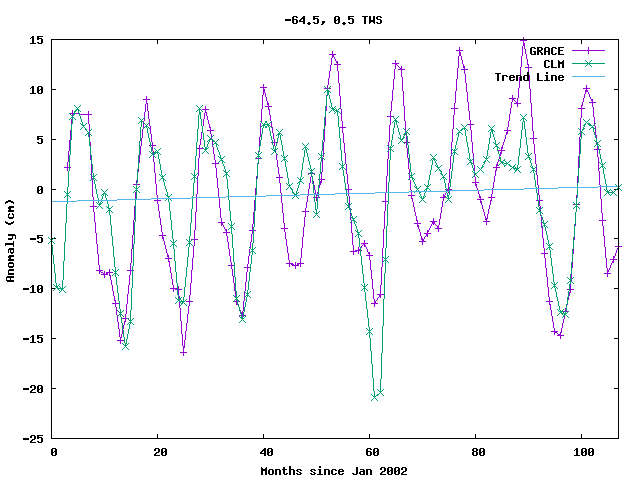 -64.5, 0.5 TWS
GRACE
CLM
Trend Line
15
10
5
0
-5
-10
-15
-20
-25
Anomaly (cm)
0 20 40 60 80 100
Months since Jan 2002